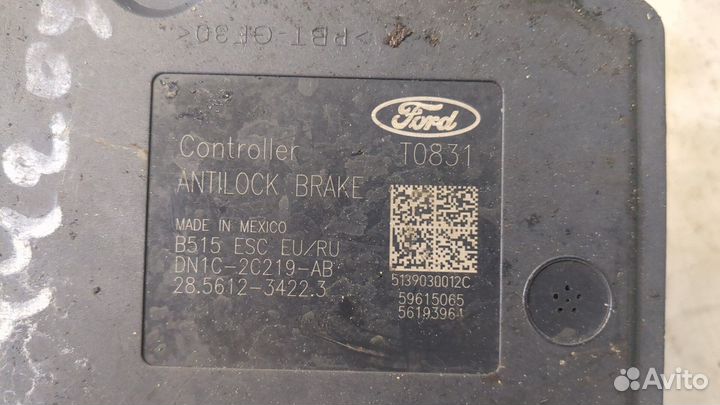 >PBT-GF30<
Ford
Controller T0831
ANTILOCK BRAKE
MADE IN MEXICO
B515 ESC EU/RU
DN1C-2C219-AB
28.5612-3422.3
5139030012C
59615065
56193961
Avito